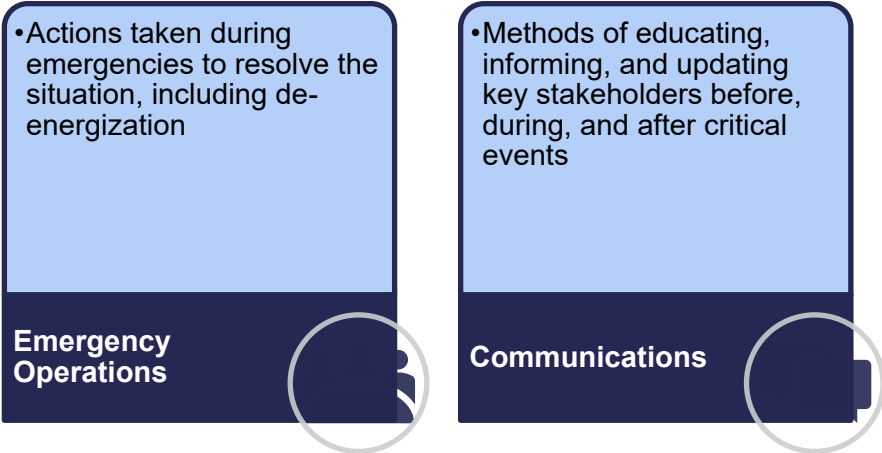 •Actions taken during
emergencies to resolve the
situation, including de-
energization
Emergency
Operations
•Methods of educating,
informing, and updating
key stakeholders before,
during, and after critical
events
Communications